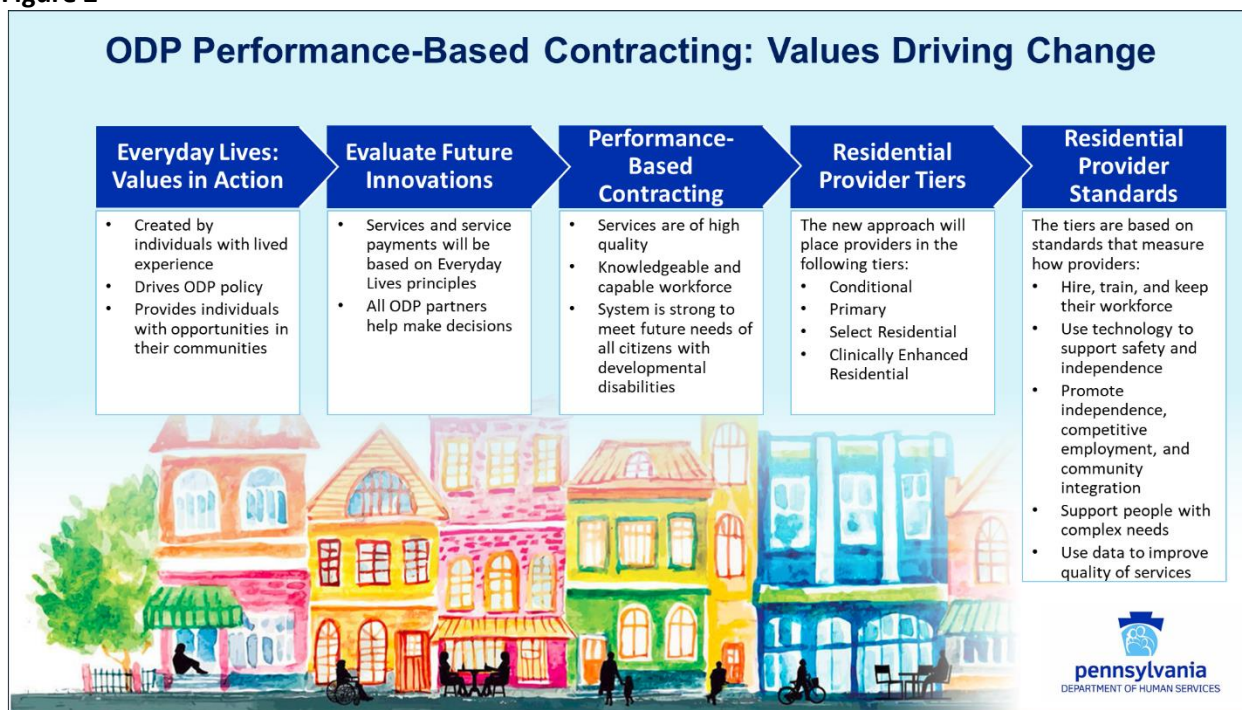 Figure 2
ODP Performance-Based Contracting: Values Driving Change
Everyday Lives:
Values in Action
• Created by
individuals with lived
experience
• Drives ODP policy
• Provides individuals
with opportunities in
their communities
Evaluate Future
Innovations
• Services and service
payments will be
based on Everyday
Lives principles
• All ODP partners
help make decisions
Performance-
Based
Contracting
• Services are of high
quality
• Knowledgeable and
capable workforce
• System is strong to
meet future needs of
all citizens with
developmental
disabilities
Residential
Provider Tiers
The new approach will
place providers in the
following tiers:
• Conditional
• Primary
• Select Residential
• Clinically Enhanced
Residential
Residential
Provider
Standards
The tiers are based on
standards that measure
how providers:
• Hire, train, and keep
their workforce
• Use technology to
support safety and
independence
• Promote
independence,
competitive
employment, and
community
integration
• Support people with
complex needs
• Use data to improve
quality of services
pennsylvania
DEPARTMENT OF HUMAN SERVICES